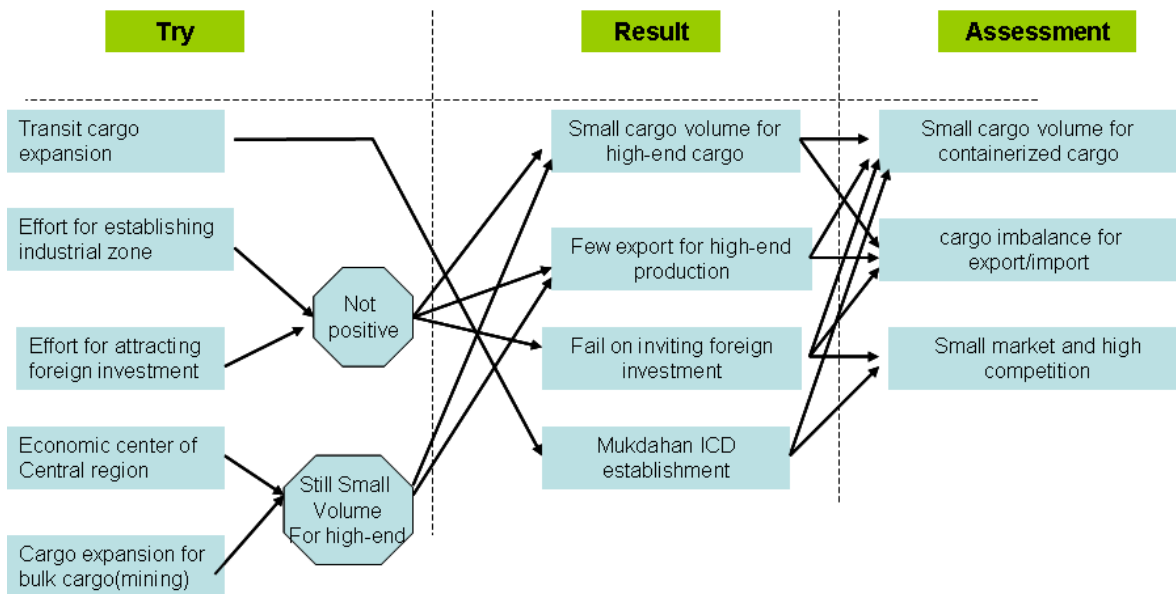 Try
Result
Assessment
Transit cargo
expansion
Effort for establishing
industrial zone
Effort for attracting
foreign investment
Economic center of
Central region
Cargo expansion for
bulk cargo(mining)
Not
positive
Still Small
Volume
For high-end
Small cargo volume for
high-end cargo
Few export for high-end
production
Fail on inviting foreign
investment
Mukdahan ICD
establishment
Small cargo volume for
containerized cargo
cargo imbalance for
export/import
Small market and high
competition